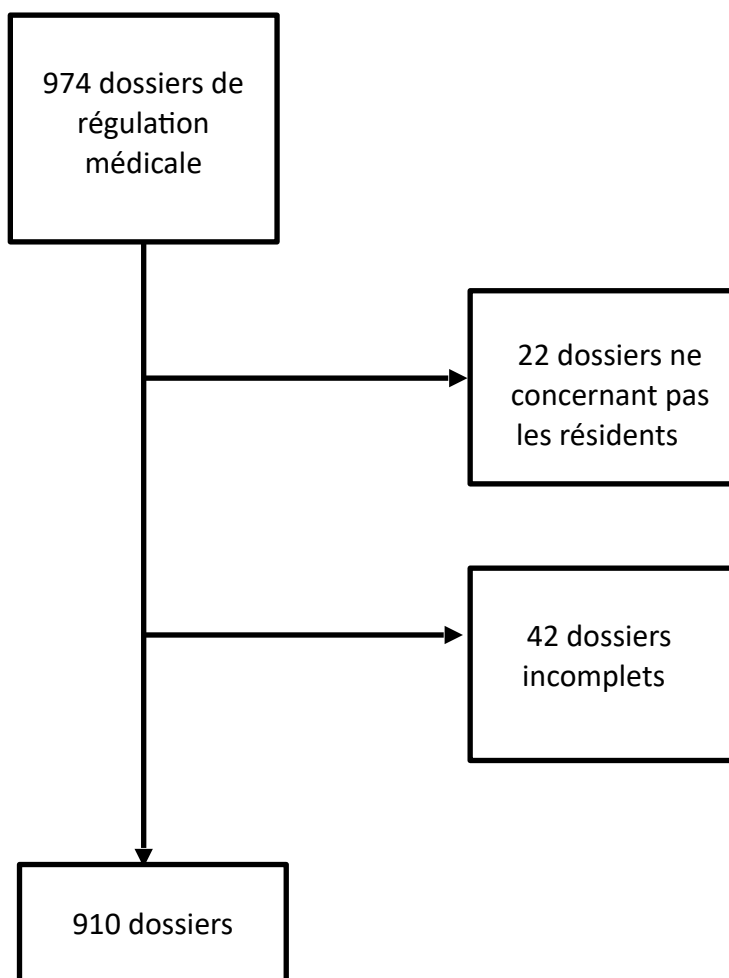 974 dossiers de
régulation
médicale
22 dossiers ne
concernant pas
les résidents
42 dossiers
incomplets
910 dossiers